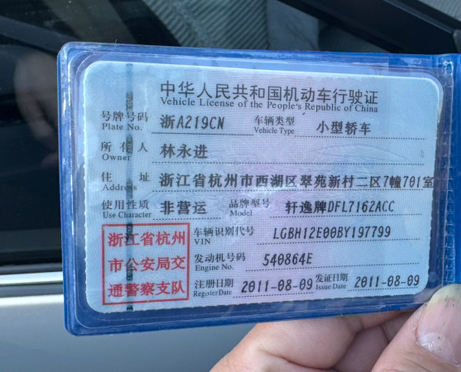 中华人民共和国机动车行驶证
Vehicle License of the People's Republic of China
号牌号码 Plate No. 浙A219CN 车辆类型 Vehicle Type 小型轿车
所有人 Owner 林永进
住址 Address 浙江省杭州市西湖区翠苑新村二区7幢701室
使用性质 Use Character 非营运 品牌型号 Model 轩逸牌DFL7162ACC
浙江省杭州
市公安局交
通警察支队
车辆识别代号 VIN LGBH12E00BY197799
发动机号码 Engine No. 540864E
注册日期 Register Date 2011-08-09 发证日期 Issue Date 2011-08-09